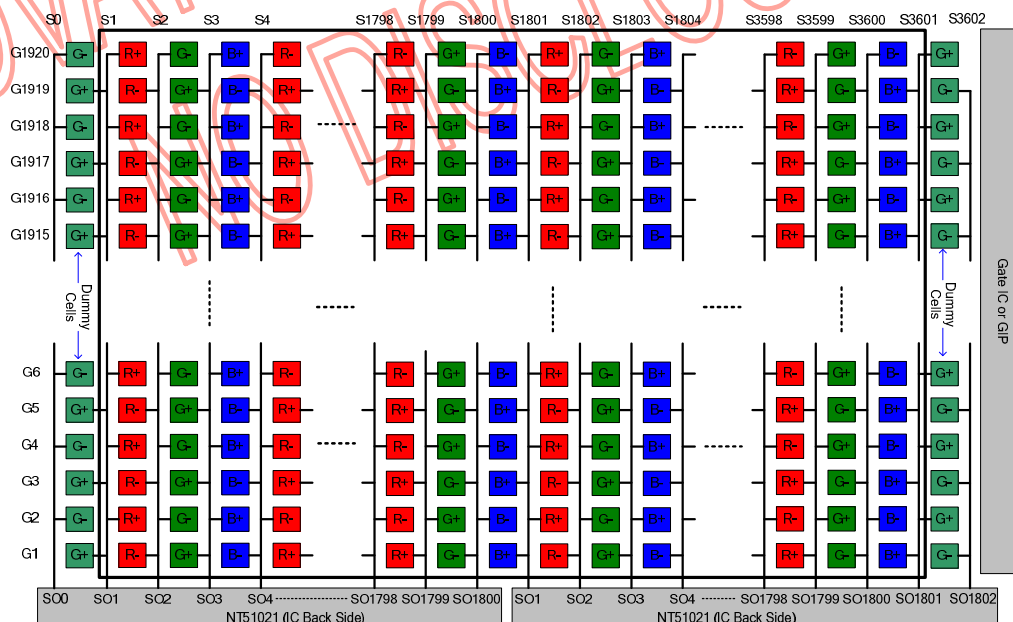 S0 S1 S2 S3 S4 S1798 S1799 S1800 S1801 S1802 S1803 S1804 S3598 S3599 S3600 S3601 S3602
G1920 G- R+ G- B+ R- R- G+ B- R+ G- B+ R- G+ B- G+
G1919 G+ R- G+ B- R+ R+ G- B+ R- G+ B- R+ G- B+ G-
G1918 G- R+ G- B+ R- R- G+ B- R+ G- B+ R- G+ B- G+
G1917 G+ R- G+ B- R+ R+ G- B+ R- G+ B- R+ G- B+ G-
G1916 G- R+ G- B+ R- R- G+ B- R+ G- B+ R- G+ B- G+
G1915 G+ R- G+ B- R+ R+ G- B+ R- G+ B- R+ G- B+ G-
Dummy
Cells
Dummy
Cells
Gate IC or GIP
G6 G- R+ G- B+ R- R- G+ B- R+ G- B+ R- G+ B- G+
G5 G+ R- G+ B- R+ R+ G- B+ R- G+ B- R+ G- B+ G-
G4 G- R+ G- B+ R- R- G+ B- R+ G- B+ R- G+ B- G+
G3 G+ R- G+ B- R+ R+ G- B+ R- G+ B- R+ G- B+ G-
G2 G- R+ G- B+ R- R- G+ B- R+ G- B+ R- G+ B- G+
G1 G+ R- G+ B- R+ R+ G- B+ R- G+ B- R+ G- B+ G-
SO0 SO1 SO2 SO3 SO4 SO1798 SO1799 SO1800 SO1 SO2 SO3 SO4 SO1798 SO1799 SO1800 SO1801 SO1802
NT51021 (IC Back Side) NT51021 (IC Back Side)
NO